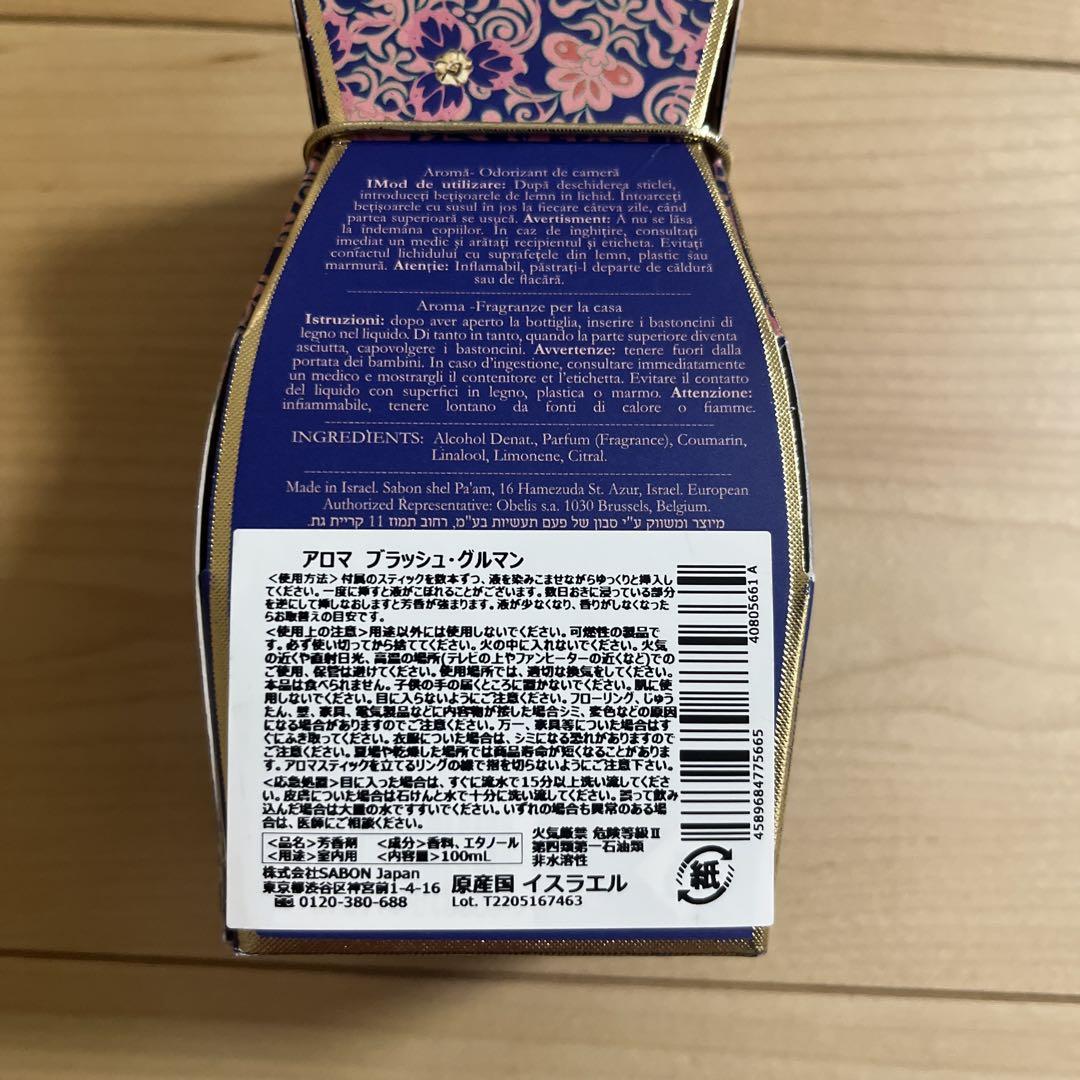 Aromă- Odorizant de cameră
IMod de utilizare: După deschiderea sticlei,
introduceți bețișoarele de lemn in lichid. Intoarceți
bețișoarele cu susul în jos la fiecare câteva zile, când
partea superioară se usucă. Avertisment: A nu se lăsa
la îndemâna copiilor. In caz de înghițire, consultați
imediat un medic și arătați recipientul și eticheta. Evitați
contactul lichidului cu suprafețele din lemn, plastic sau
marmură. Atenție: Inflamabil, păstrați-l departe de căldură
sau de flacără.
Aroma -Fragranze per la casa
Istruzioni: dopo aver aperto la bottiglia, inserire i bastoncini di
legno nel liquido. Di tanto in tanto, quando la parte superiore diventa
asciutta, capovolgere i bastoncini. Avvertenze: tenere fuori dalla
portata dei bambini. In caso d'ingestione, consultare immediatamente
un medico e mostrargli il contenitore et l'etichetta. Evitare il contatto
del liquido con superfici in legno, plastica o marmo. Attenzione:
infiammabile, tenere lontano da fonti di calore o fiamme.
INGREDIENTS: Alcohol Denat., Parfum (Fragrance), Coumarin,
Linalool, Limonene, Citral.
Made in Israel. Sabon shel Pa'am, 16 Hamezuda St. Azur, Israel. European
Authorized Representative: Obelis s.a. 1030 Brussels, Belgium.
מיוצר ומשווק ע"י סבון של פעם תעשיות בע"מ, רחוב תמוז 11 קריית גת.
アロマ ブラッシュ・グルマン
<使用方法>付属のスティックを数本ずつ、液を染みこませながらゆっくりと挿入し
てください。一度に挿すと液がこぼれることがございます。数日おきに浸っている部分
を逆にして挿しなおしますと芳香が強まります。液が少なくなり、香りがしなくなった
らお取替えの目安です。
<使用上の注意>用途以外には使用しないでください。可燃性の製品で
す。必ず使い切ってから捨ててください。火の中に入れないでください。火気
の近くや直射日光、高温の場所(テレビの上やファンヒーターの近くなど)での
ご使用、保管は避けてください。使用場所では、適切な換気をしてください。
本品は食べられません。子供の手の届くところに置かないでください。肌に使
用しないでください。目に入らないようにご注意ください。フローリング、じゅう
たん、畳、家具、電気製品などに内容物が落した場合シミ、変色などの原因
になる場合がありますのでご注意ください。万一、家具等についた場合はす
ぐにふき取ってください。衣服についた場合は、シミになる恐れがありますので
ご注意ください。夏場や乾燥した場所では商品寿命が短くなることがありま
す。アロマスティックを立てるリングの縁で指を切らないようにご注意下さい。
<応急処置>目に入った場合は、すぐに流水で15分以上洗い流してくださ
い。皮膚についた場合は石けんと水で十分に洗い流してください。誤って飲み
込んだ場合は大量の水ですすいでください。いずれの場合も異常のある場
合は、医師にご相談ください。
<品名>芳香剤 <成分>香料、エタノール
<用途>室内用 <内容量>100mL
火気厳禁 危険等級Ⅱ
第四類第一石油類
非水溶性
株式会社SABON Japan
東京都渋谷区神宮前1-4-16
0120-380-688
原産国 イスラエル
Lot. T2205167463
40805661 A
4589684775665
紙